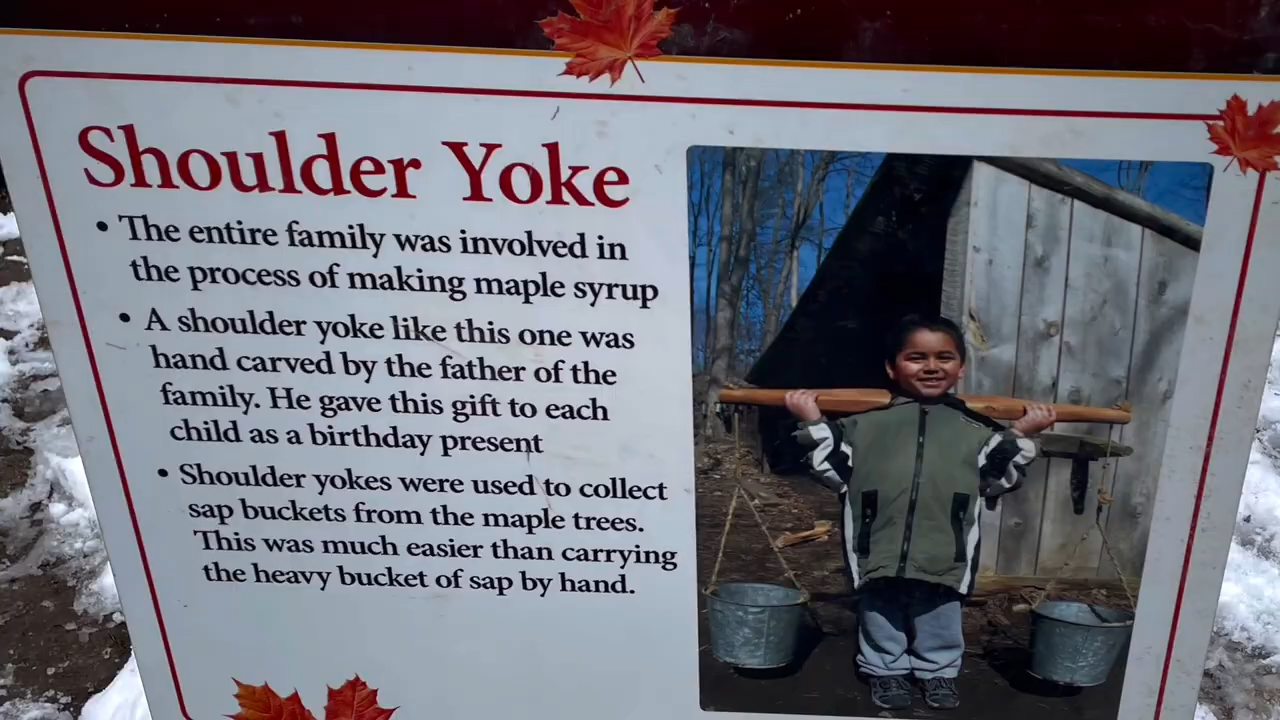 Shoulder Yoke
• The entire family was involved in
the process of making maple syrup
• A shoulder yoke like this one was
hand carved by the father of the
family. He gave this gift to each
child as a birthday present
• Shoulder yokes were used to collect
sap buckets from the maple trees.
This was much easier than carrying
the heavy bucket of sap by hand.